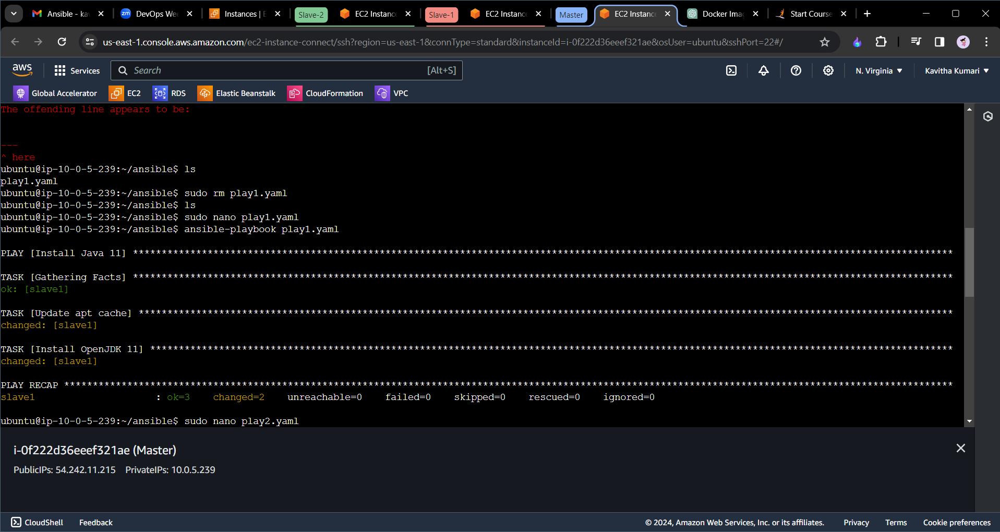 Ansible - ka
zm DevOps Wee
Instances | E
Slave-2
EC2 Instanc
Slave-1
EC2 Instanc
Master
EC2 Instanc
Docker Imag
Start Course
us-east-1.console.aws.amazon.com/ec2-instance-connect/ssh?region=us-east-1&connType=standard&instanceId=i-0f222d36eeef321ae&osUser=ubuntu&sshPort=22#/
aws Services Search [Alt+S] N. Virginia Kavitha Kumari
Global Accelerator EC2 RDS Elastic Beanstalk CloudFormation VPC
The offending line appears to be:
---
^ here
ubuntu@ip-10-0-5-239:~/ansible$ ls
play1.yaml
ubuntu@ip-10-0-5-239:~/ansible$ sudo rm play1.yaml
ubuntu@ip-10-0-5-239:~/ansible$ ls
ubuntu@ip-10-0-5-239:~/ansible$ sudo nano play1.yaml
ubuntu@ip-10-0-5-239:~/ansible$ ansible-playbook play1.yaml
PLAY [Install Java 11] ***********************************************************************************************************************************************
TASK [Gathering Facts] ***********************************************************************************************************************************************
ok: [slave1]
TASK [Update apt cache] **********************************************************************************************************************************************
changed: [slave1]
TASK [Install OpenJDK 11] ********************************************************************************************************************************************
changed: [slave1]
PLAY RECAP ***********************************************************************************************************************************************************
slave1 : ok=3 changed=2 unreachable=0 failed=0 skipped=0 rescued=0 ignored=0
ubuntu@ip-10-0-5-239:~/ansible$ sudo nano play2.yaml
i-0f222d36eeef321ae (Master)
PublicIPs: 54.242.11.215 PrivateIPs: 10.0.5.239
CloudShell Feedback © 2024, Amazon Web Services, Inc. or its affiliates. Privacy Terms Cookie preferences